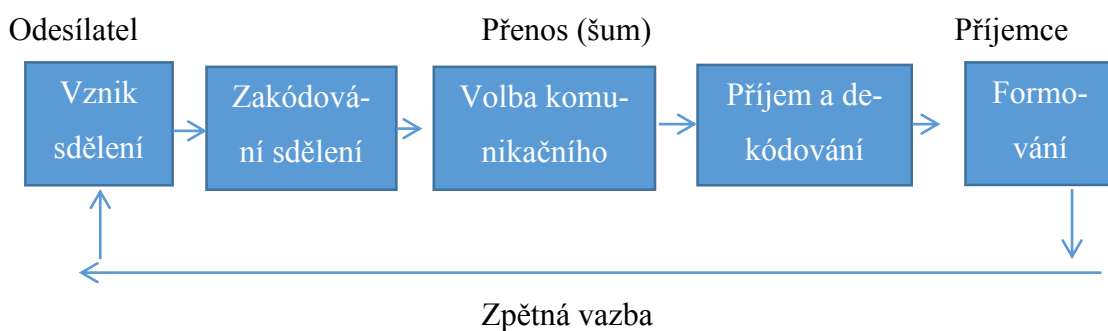 Odesílatel
Přenos (šum)
Příjemce
Vznik
sdělení
Zakódová-
ní sdělení
Volba komu-
nikačního
Příjem a de-
kódování
Formo-
vání
Zpětná vazba